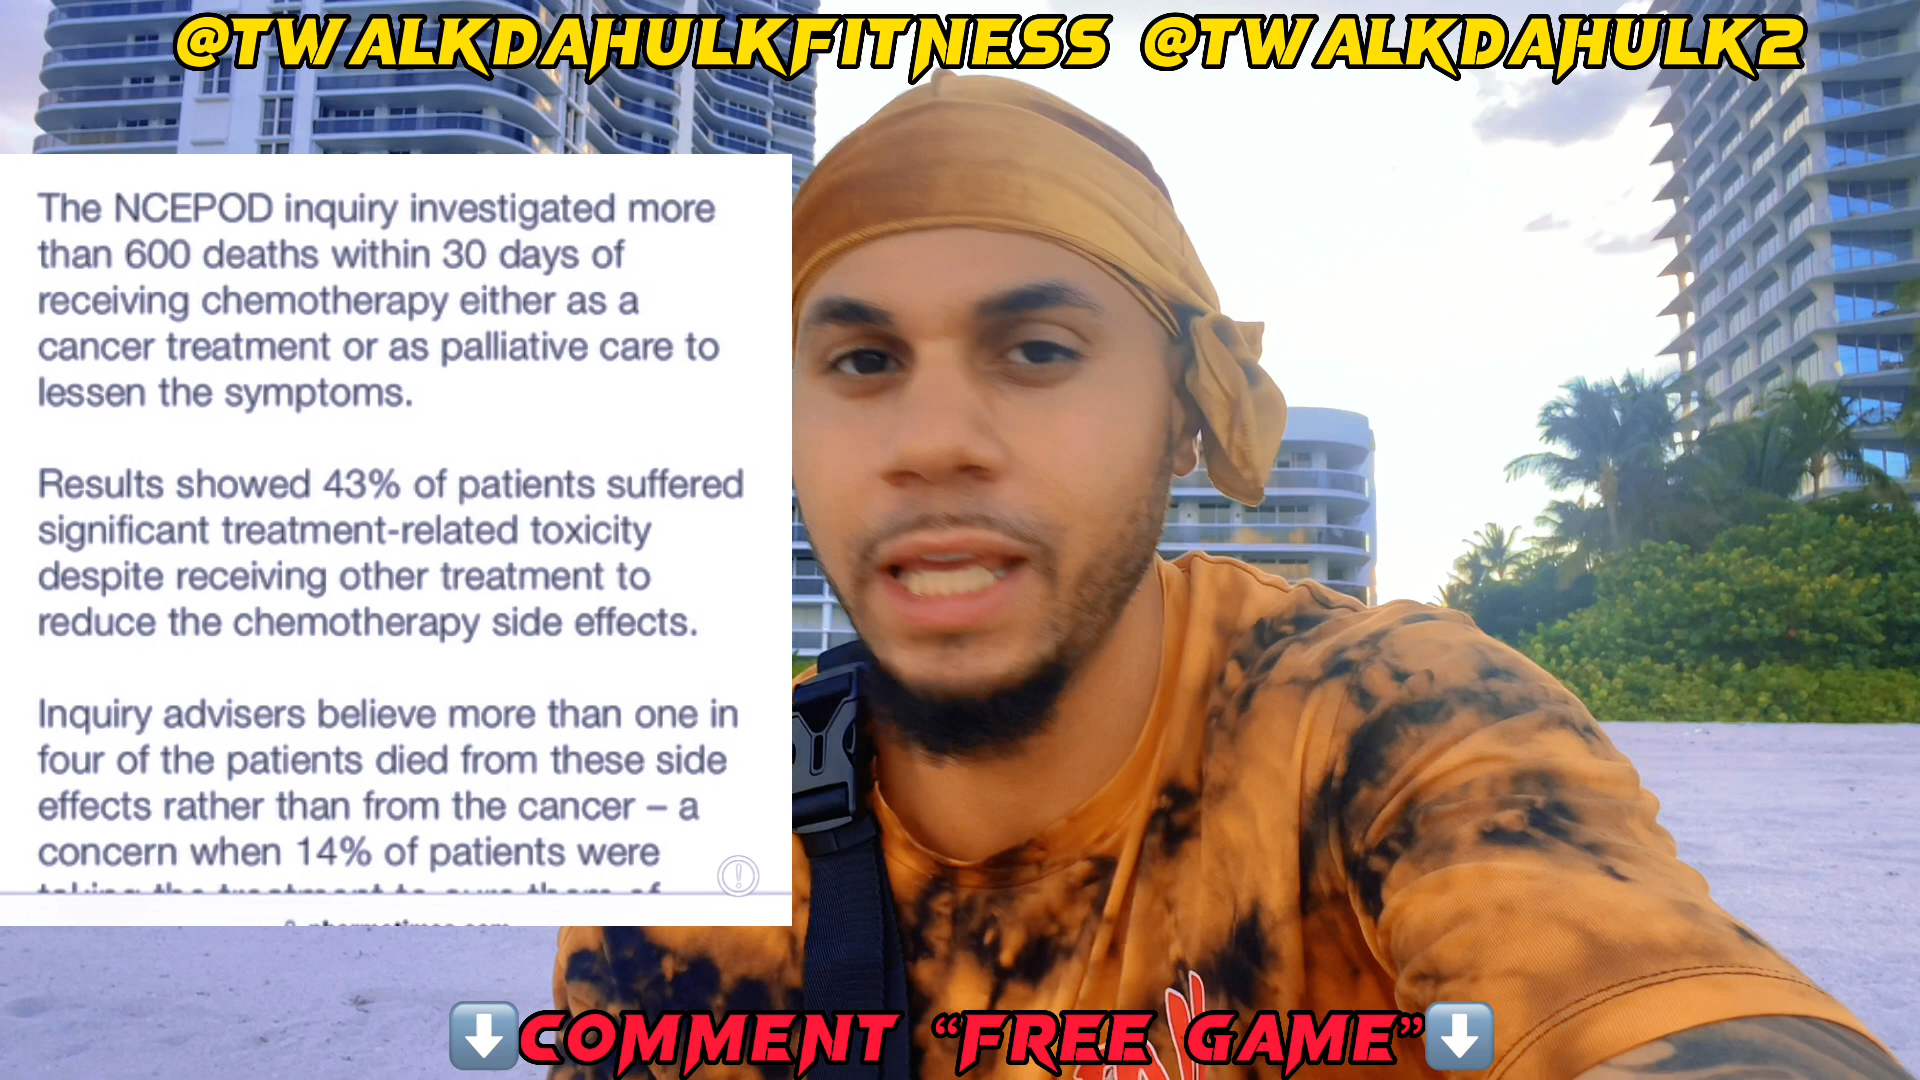 @TWALKDAHULKFITNESS @TWALKDAHULK2
The NCEPOD inquiry investigated more
than 600 deaths within 30 days of
receiving chemotherapy either as a
cancer treatment or as palliative care to
lessen the symptoms.
Results showed 43% of patients suffered
significant treatment-related toxicity
despite receiving other treatment to
reduce the chemotherapy side effects.
Inquiry advisers believe more than one in
four of the patients died from these side
effects rather than from the cancer – a
concern when 14% of patients were
COMMENT “FREE GAME”